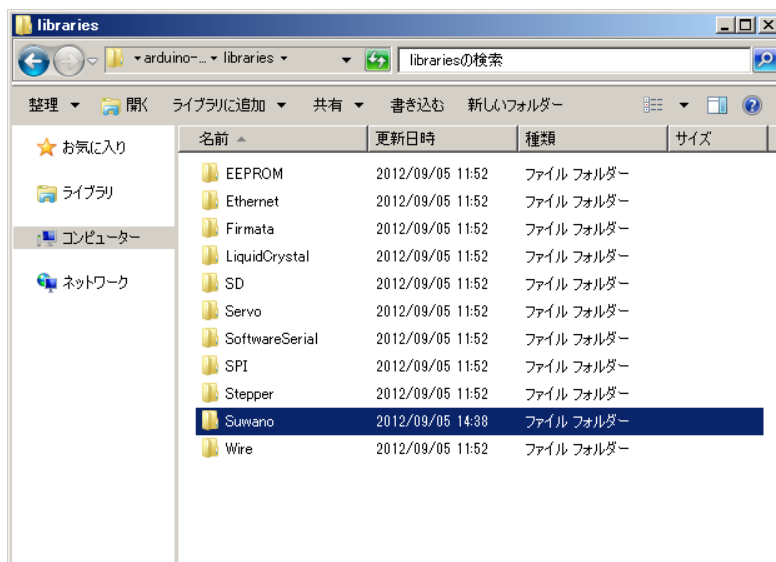 libraries
arduino-... libraries librariesの検索
整理 開く ライブラリに追加 共有 書き込む 新しいフォルダー
お気に入り
ライブラリ
コンピューター
ネットワーク
名前 更新日時 種類 サイズ
EEPROM 2012/09/05 11:52 ファイル フォルダー
Ethernet 2012/09/05 11:52 ファイル フォルダー
Firmata 2012/09/05 11:52 ファイル フォルダー
LiquidCrystal 2012/09/05 11:52 ファイル フォルダー
SD 2012/09/05 11:52 ファイル フォルダー
Servo 2012/09/05 11:52 ファイル フォルダー
SoftwareSerial 2012/09/05 11:52 ファイル フォルダー
SPI 2012/09/05 11:52 ファイル フォルダー
Stepper 2012/09/05 11:52 ファイル フォルダー
Suwano 2012/09/05 14:38 ファイル フォルダー
Wire 2012/09/05 11:52 ファイル フォルダー